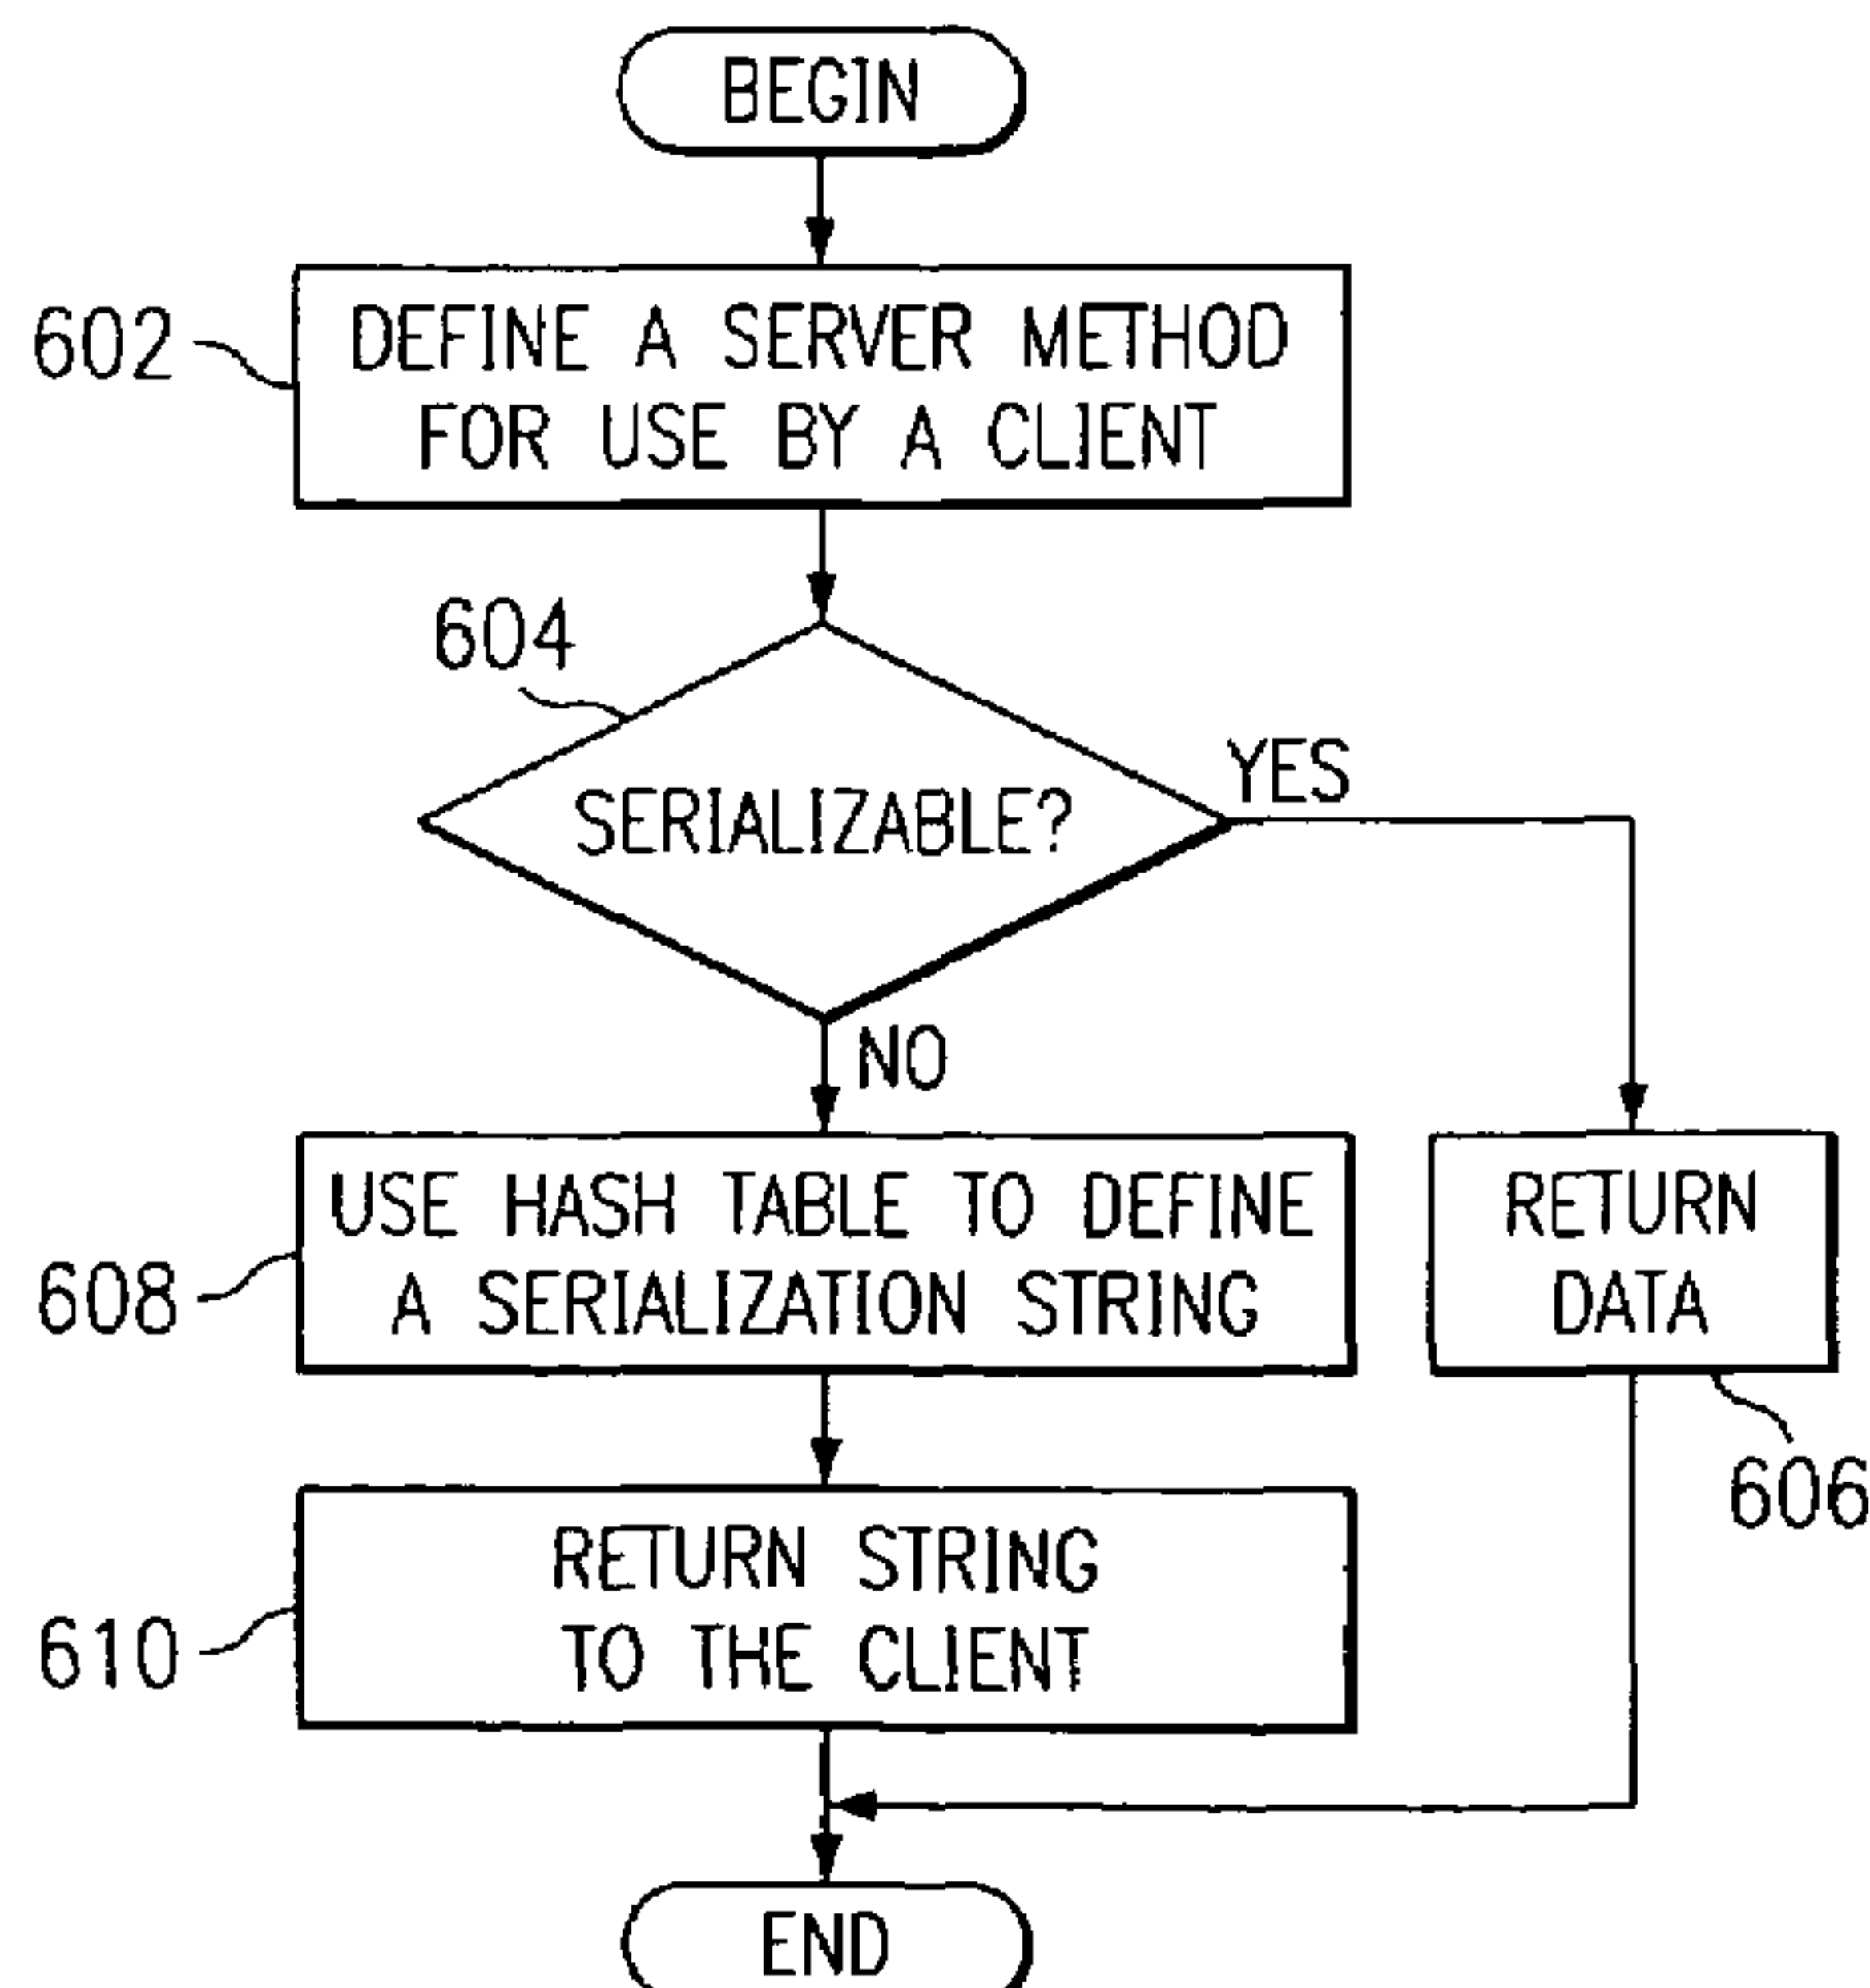 BEGIN
602
DEFINE A SERVER METHOD
FOR USE BY A CLIENT
604
SERIALIZABLE?
YES
NO
608
USE HASH TABLE TO DEFINE
A SERIALIZATION STRING
RETURN
DATA
606
610
RETURN STRING
TO THE CLIENT
END